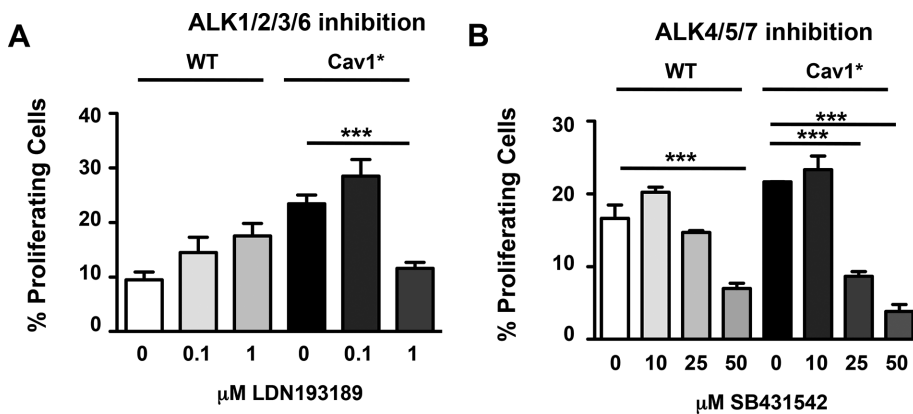 A
ALK1/2/3/6 inhibition
WT Cav1*
% Proliferating Cells
40
30
20
10
0
***
0 0.1 1 0 0.1 1
μM LDN193189
B
ALK4/5/7 inhibition
WT Cav1*
% Proliferating Cells
30
20
10
0
***
***
***
0 10 25 50 0 10 25 50
μM SB431542